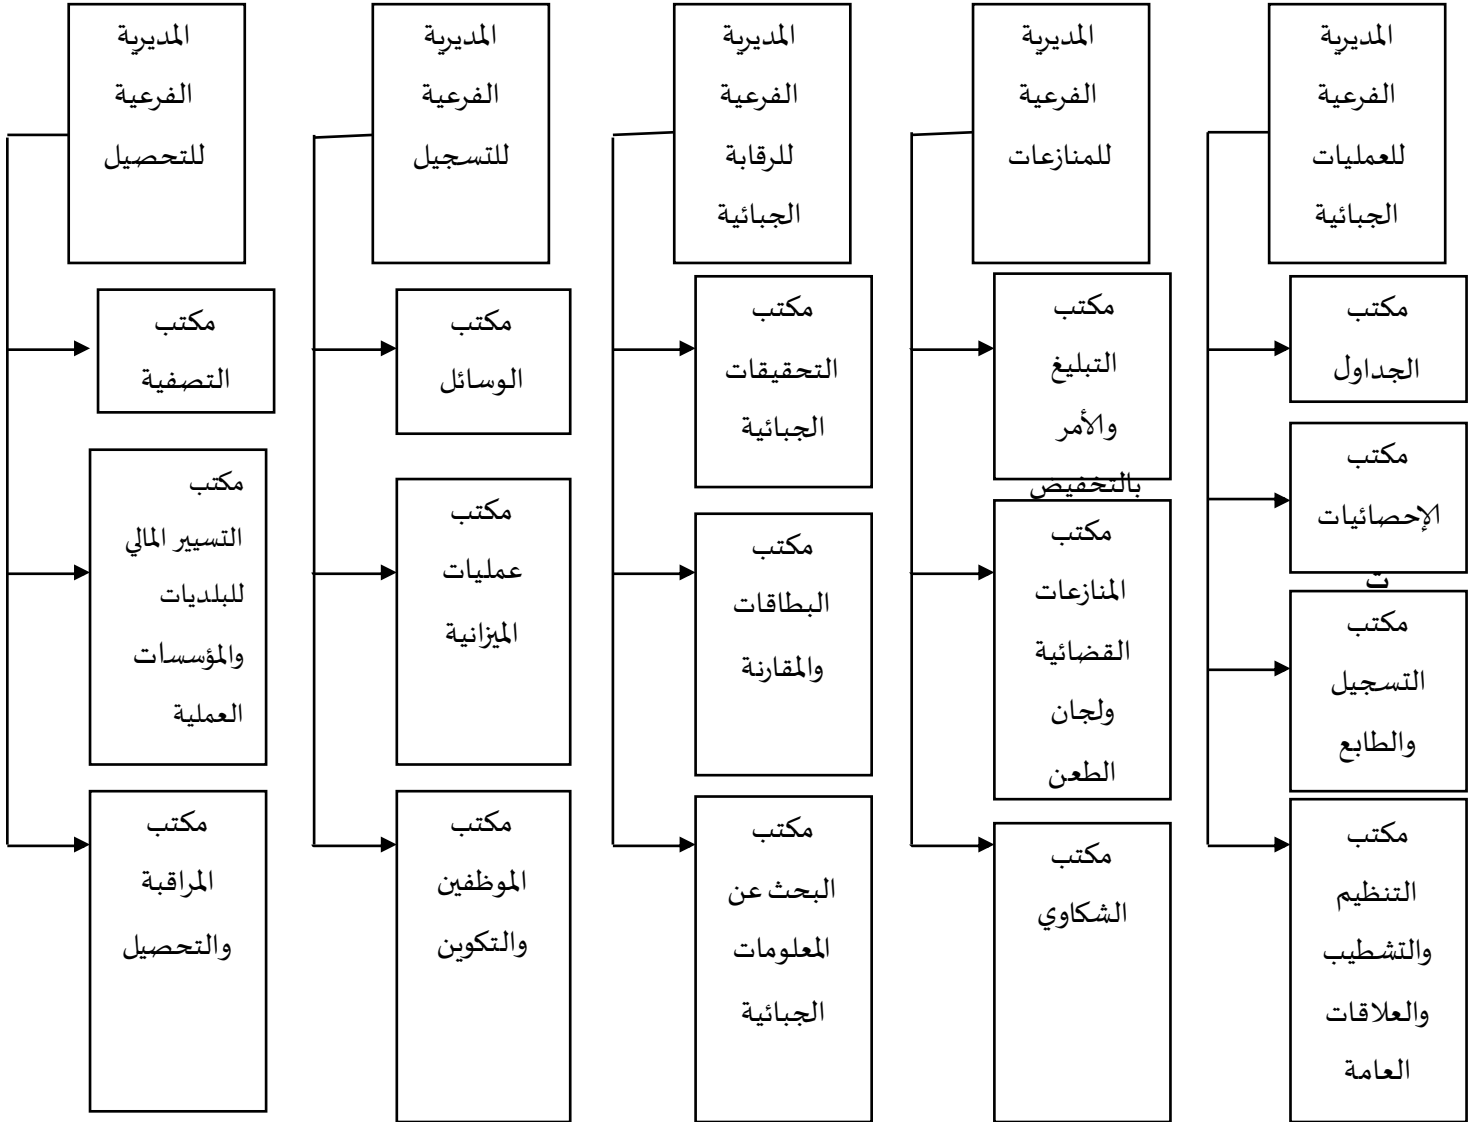 المديرية
الفرعية
للعمليات
الجبائية
مكتب
الجداول
مكتب
الإحصائيات
ت
مكتب
التسجيل
والطابع
مكتب
التنظيم
والتشطيب
والعلاقات
العامة
المديرية
الفرعية
للمنازعات
مكتب
التبليغ
والأمر
بالتخفيض
مكتب
المنازعات
القضائية
ولجان
الطعن
مكتب
الشكاوي
المديرية
الفرعية
للرقابة
الجبائية
مكتب
التحقيقات
الجبائية
مكتب
البطاقات
والمقارنة
مكتب
البحث عن
المعلومات
الجبائية
المديرية
الفرعية
للتسجيل
مكتب
الوسائل
مكتب
عمليات
الميزانية
مكتب
الموظفين
والتكوين
المديرية
الفرعية
للتحصيل
مكتب
التصفية
مكتب
التسيير المالي
للبلديات
والمؤسسات
العملية
مكتب
المراقبة
والتحصيل